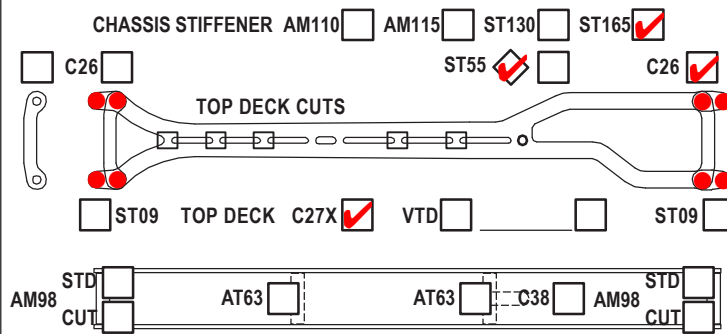 CHASSIS STIFFENER AM110 AM115 ST130 ST165
C26 ST55 C26
TOP DECK CUTS
ST09 TOP DECK C27X VTD ST09
STD STD
AM98 AT63 AT63 C38 AM98
CUT CUT